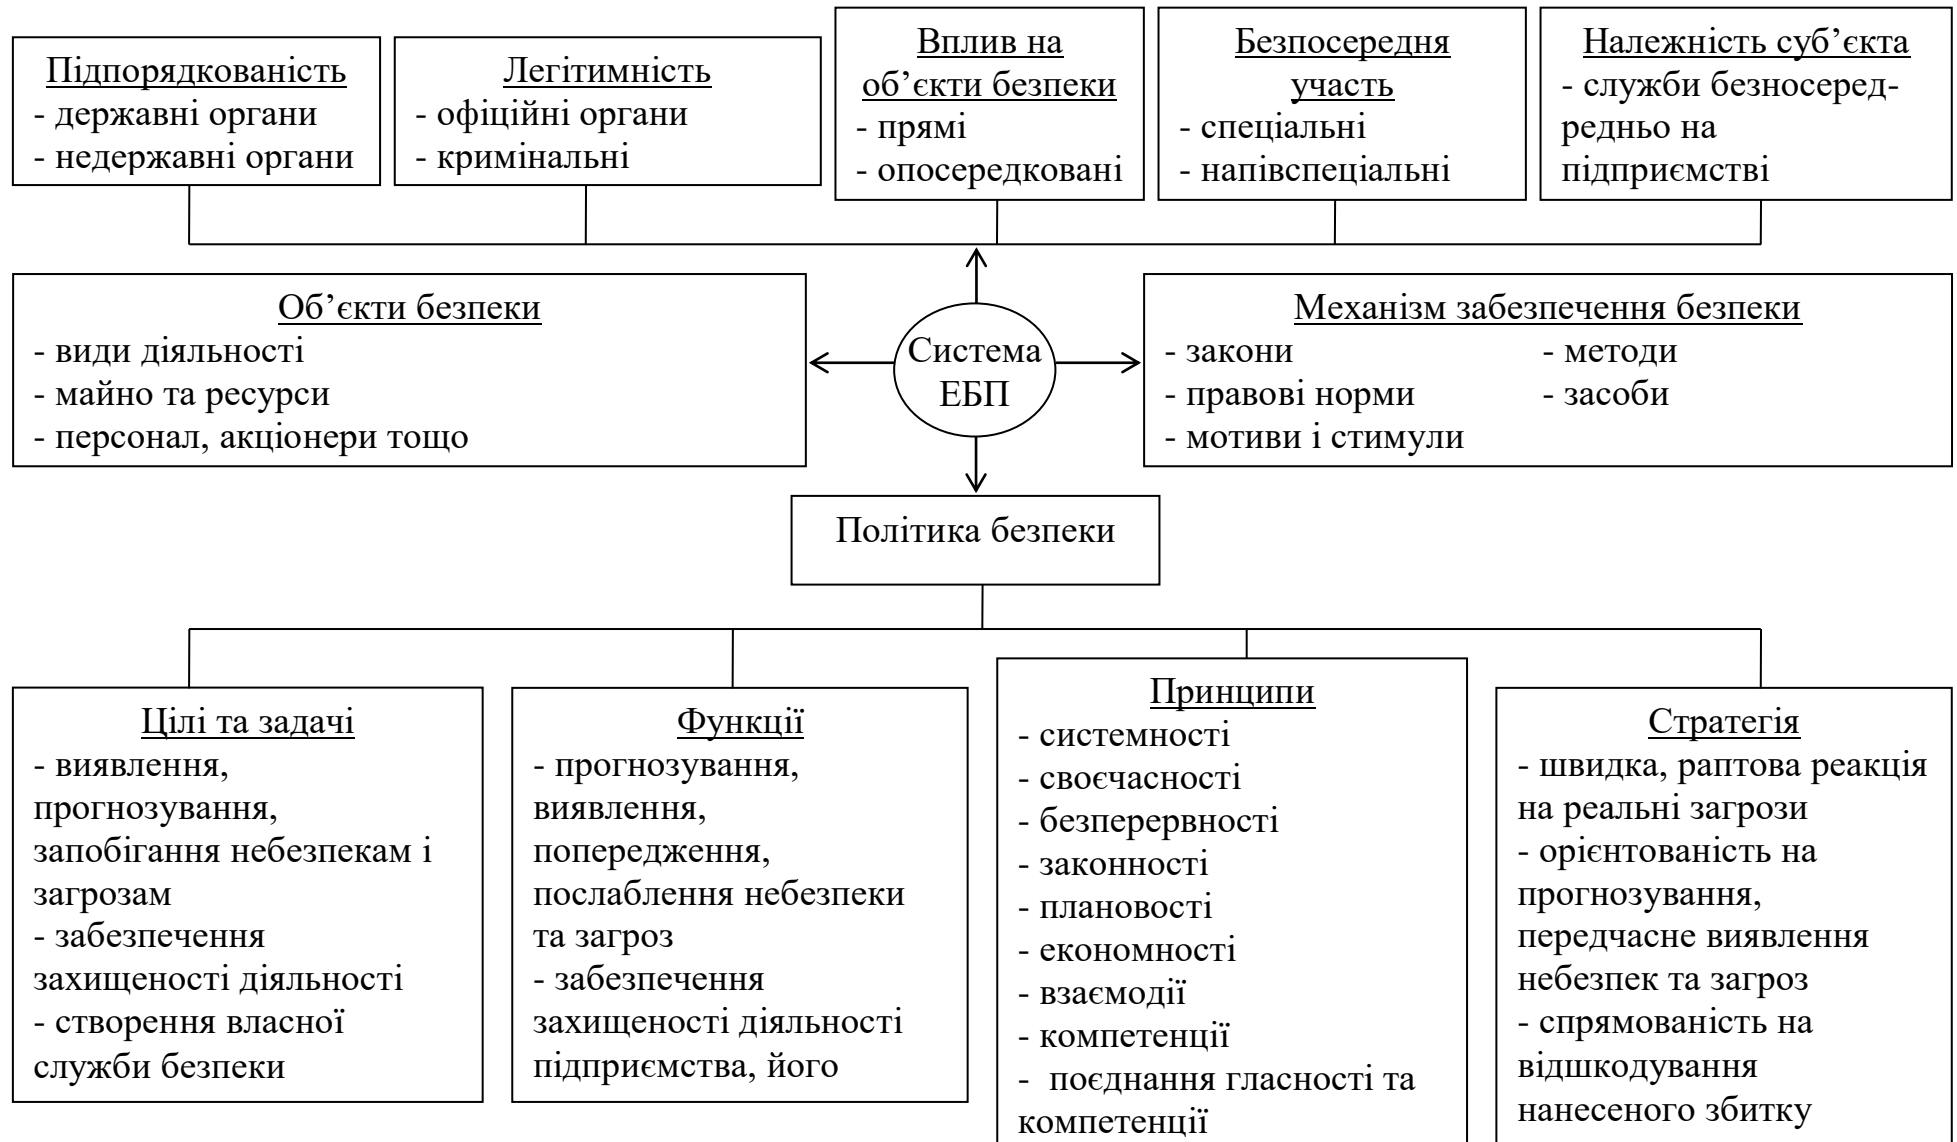 Підпорядкованість
- державні органи
- недержавні органи
Легітимність
- офіційні органи
- кримінальні
Вплив на
об’єкти безпеки
- прямі
- опосередковані
Безпосередня
участь
- спеціальні
- напівспеціальні
Належність суб’єкта
- служби безносеред-
редньо на
підприємстві
Об’єкти безпеки
- види діяльності
- майно та ресурси
- персонал, акціонери тощо
Система
ЕБП
Механізм забезпечення безпеки
- закони - методи
- правові норми - засоби
- мотиви і стимули
Політика безпеки
Цілі та задачі
- виявлення,
прогнозування,
запобігання небезпекам і
загрозам
- забезпечення
захищеності діяльності
- створення власної
служби безпеки
Функції
- прогнозування,
виявлення,
попередження,
послаблення небезпеки
та загроз
- забезпечення
захищеності діяльності
підприємства, його
Принципи
- системності
- своєчасності
- безперервності
- законності
- плановості
- економності
- взаємодії
- компетенції
- поєднання гласності та
компетенції
Стратегія
- швидка, раптова реакція
на реальні загрози
- орієнтованість на
прогнозування,
передчасне виявлення
небезпек та загроз
- спрямованість на
відшкодування
нанесеного збитку